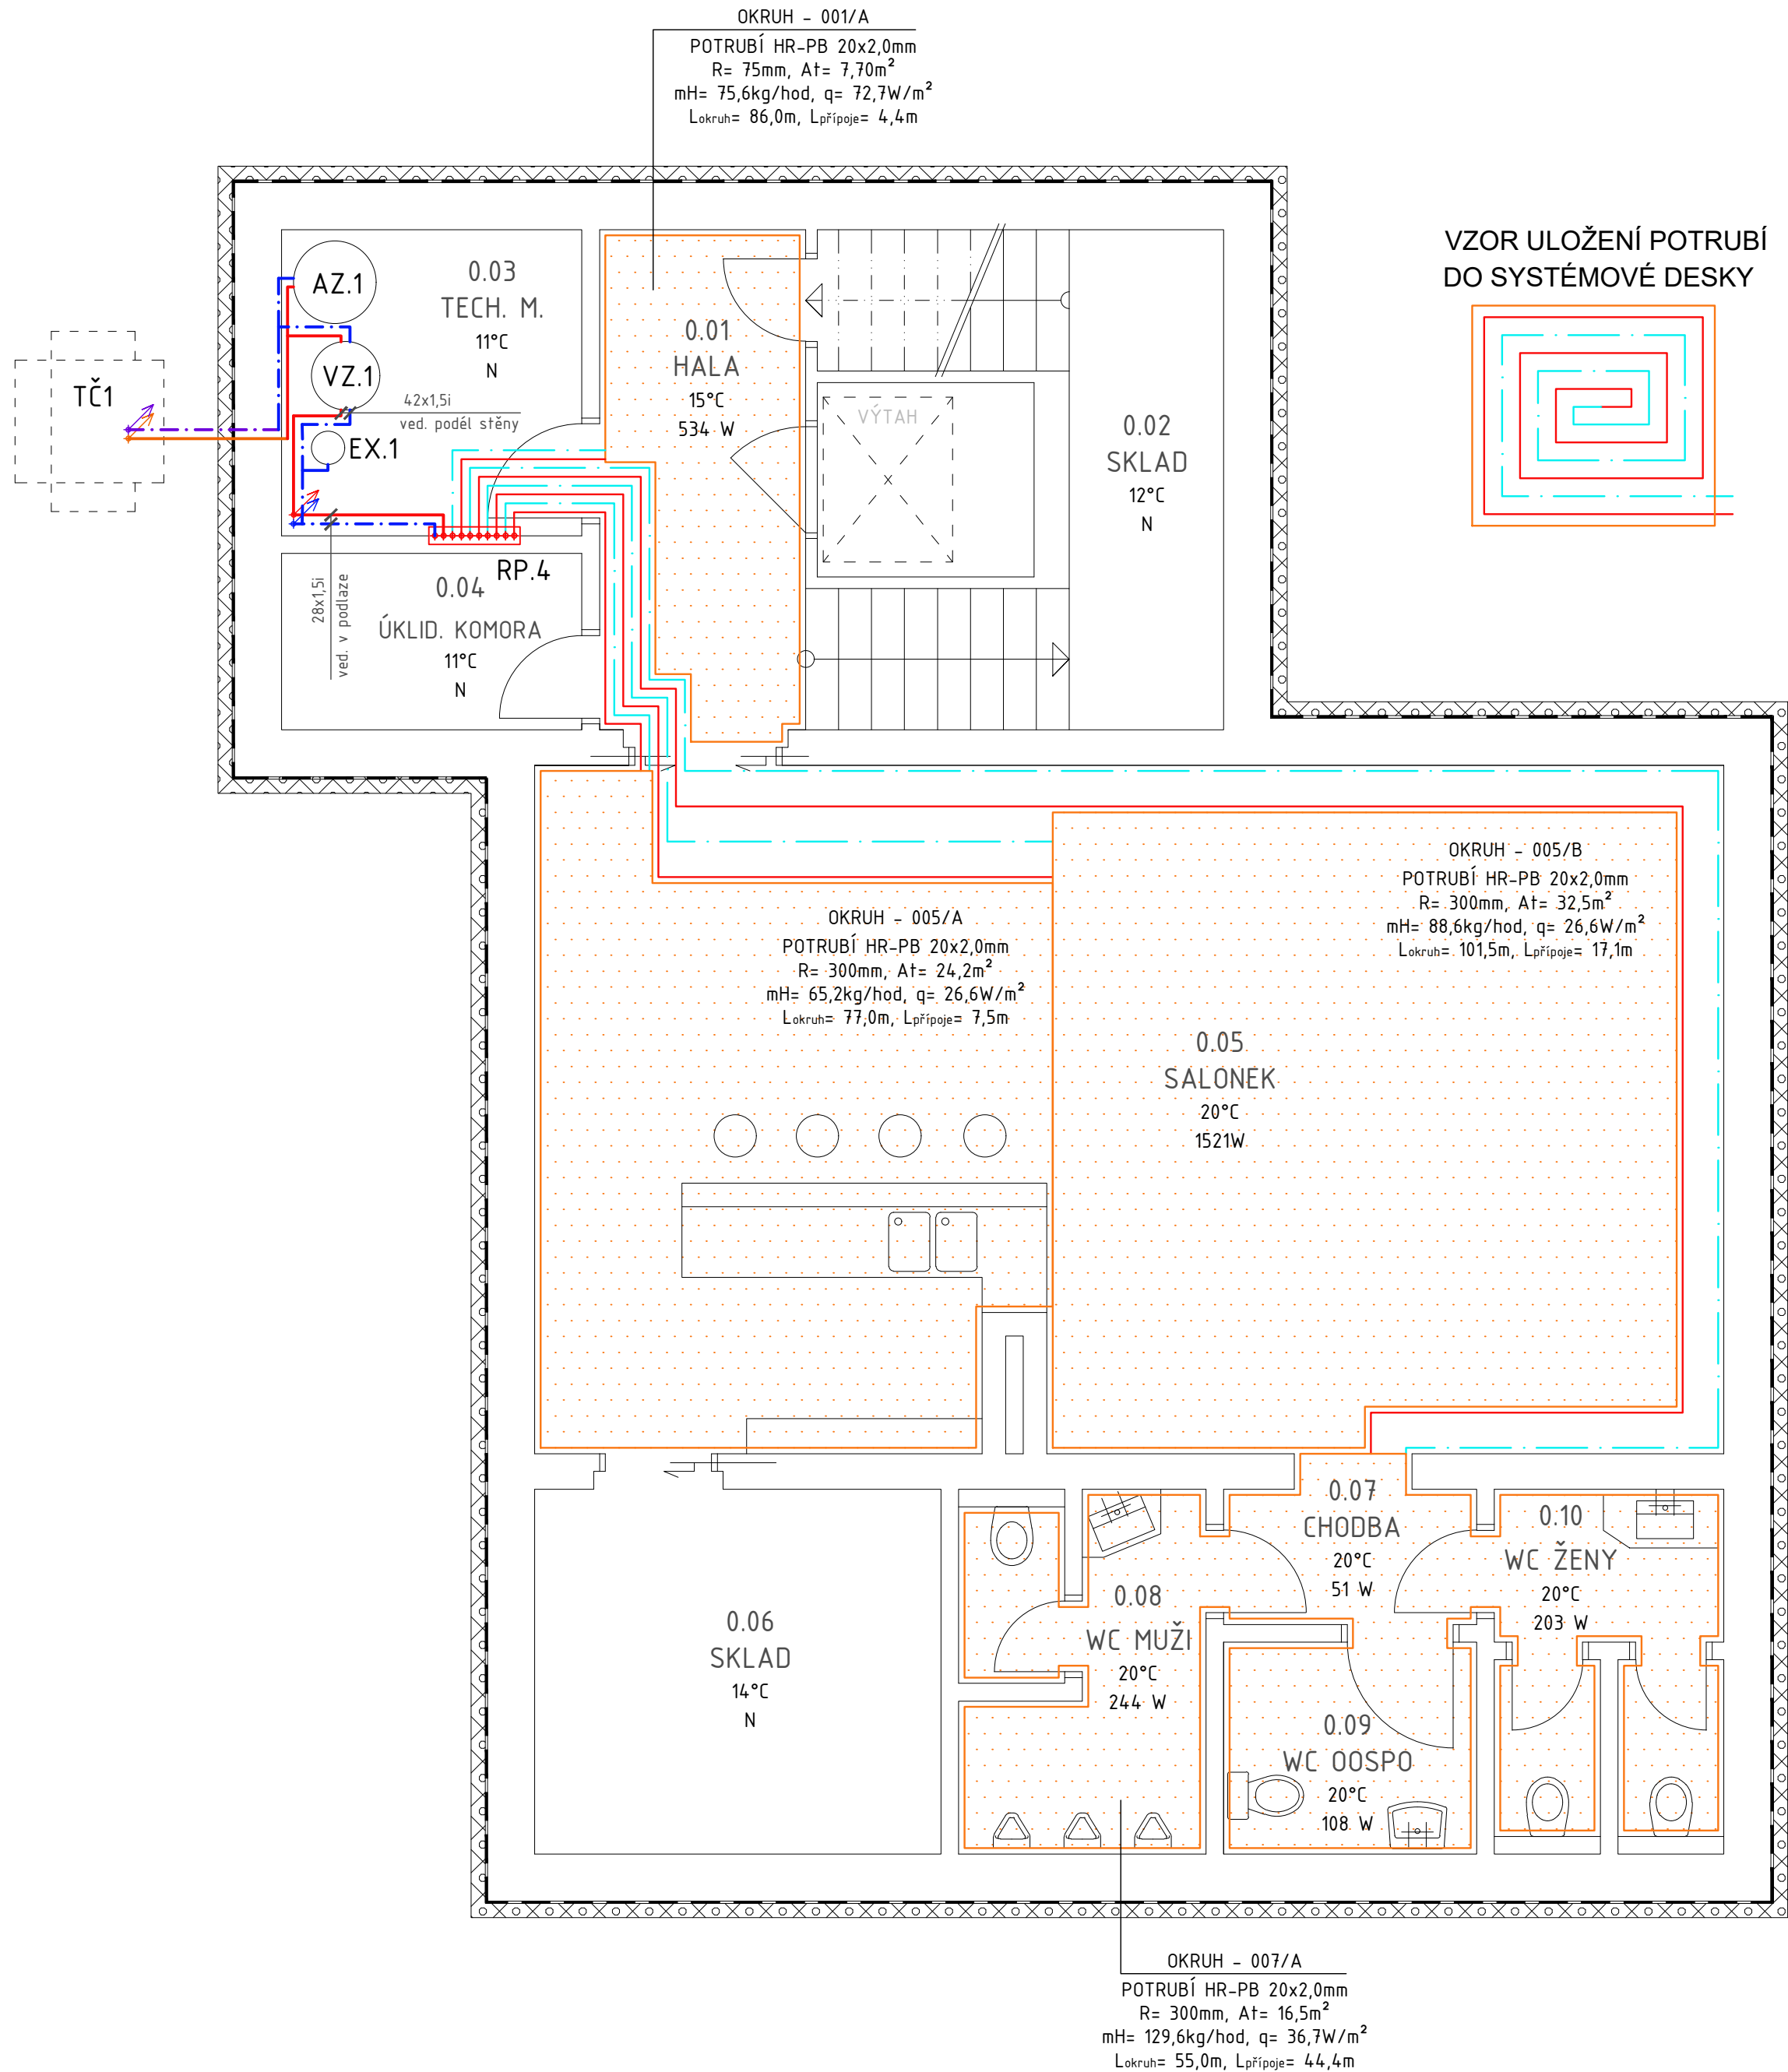 OKRUH - 001/A
POTRUBÍ HR-PB 20x2,0mm
R= 75mm, At= 7,70m²
mH= 75,6kg/hod, q= 72,7W/m²
Lokruh= 86,0m, Lpřípoje= 4,4m
VZOR ULOŽENÍ POTRUBÍ
DO SYSTÉMOVÉ DESKY
AZ.1
0.03
TECH. M.
11°C
N
0.01
HALA
15°C
534 W
TČ1
VZ.1
42x1,5i
ved. podél stěny
EX.1
VÝTAH
0.02
SKLAD
12°C
N
RP.4
28x1,5i
ved. v podlaze
0.04
ÚKLID. KOMORA
11°C
N
OKRUH - 005/B
POTRUBÍ HR-PB 20x2,0mm
R= 300mm, At= 32,5m²
mH= 88,6kg/hod, q= 26,6W/m²
Lokruh= 101,5m, Lpřípoje= 17,1m
OKRUH - 005/A
POTRUBÍ HR-PB 20x2,0mm
R= 300mm, At= 24,2m²
mH= 65,2kg/hod, q= 26,6W/m²
Lokruh= 77,0m, Lpřípoje= 7,5m
0.05
SALONEK
20°C
1521W
0.07
CHODBA
20°C
51 W
0.10
WC ŽENY
20°C
203 W
0.08
WC MUŽI
20°C
244 W
0.06
SKLAD
14°C
N
0.09
WC OOSPO
20°C
108 W
OKRUH - 007/A
POTRUBÍ HR-PB 20x2,0mm
R= 300mm, At= 16,5m²
mH= 129,6kg/hod, q= 36,7W/m²
Lokruh= 55,0m, Lpřípoje= 44,4m